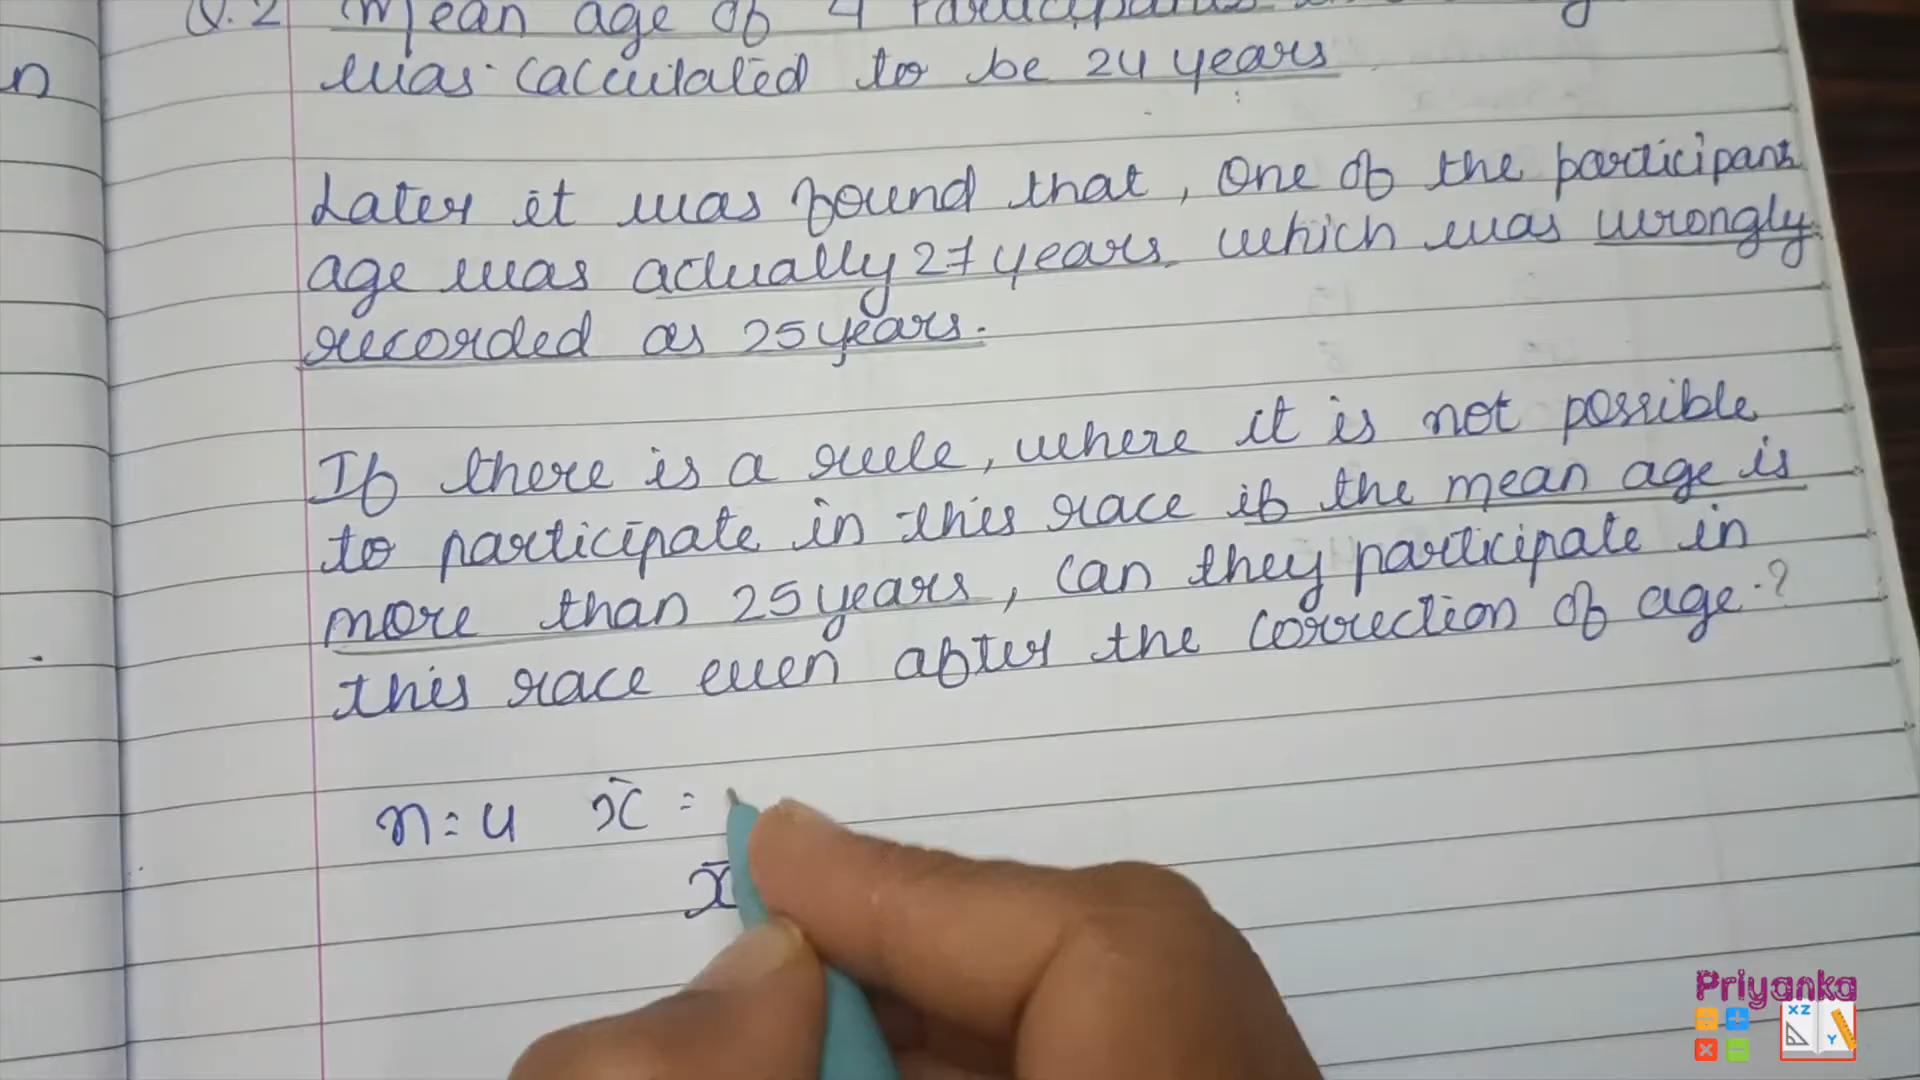 n
Q.2 Mean age of 4 Participants
was calculated to be 24 years
Later it was found that, One of the participant
age was actually 27 years which was wrongly
recorded as 25 years.
If there is a rule, where it is not possible
to participate in this race if the mean age is
more than 25 years, can they participate in
this race even after the correction of age.?
n = 4 x̄ =
x̄
Priyanka
XZ
Y